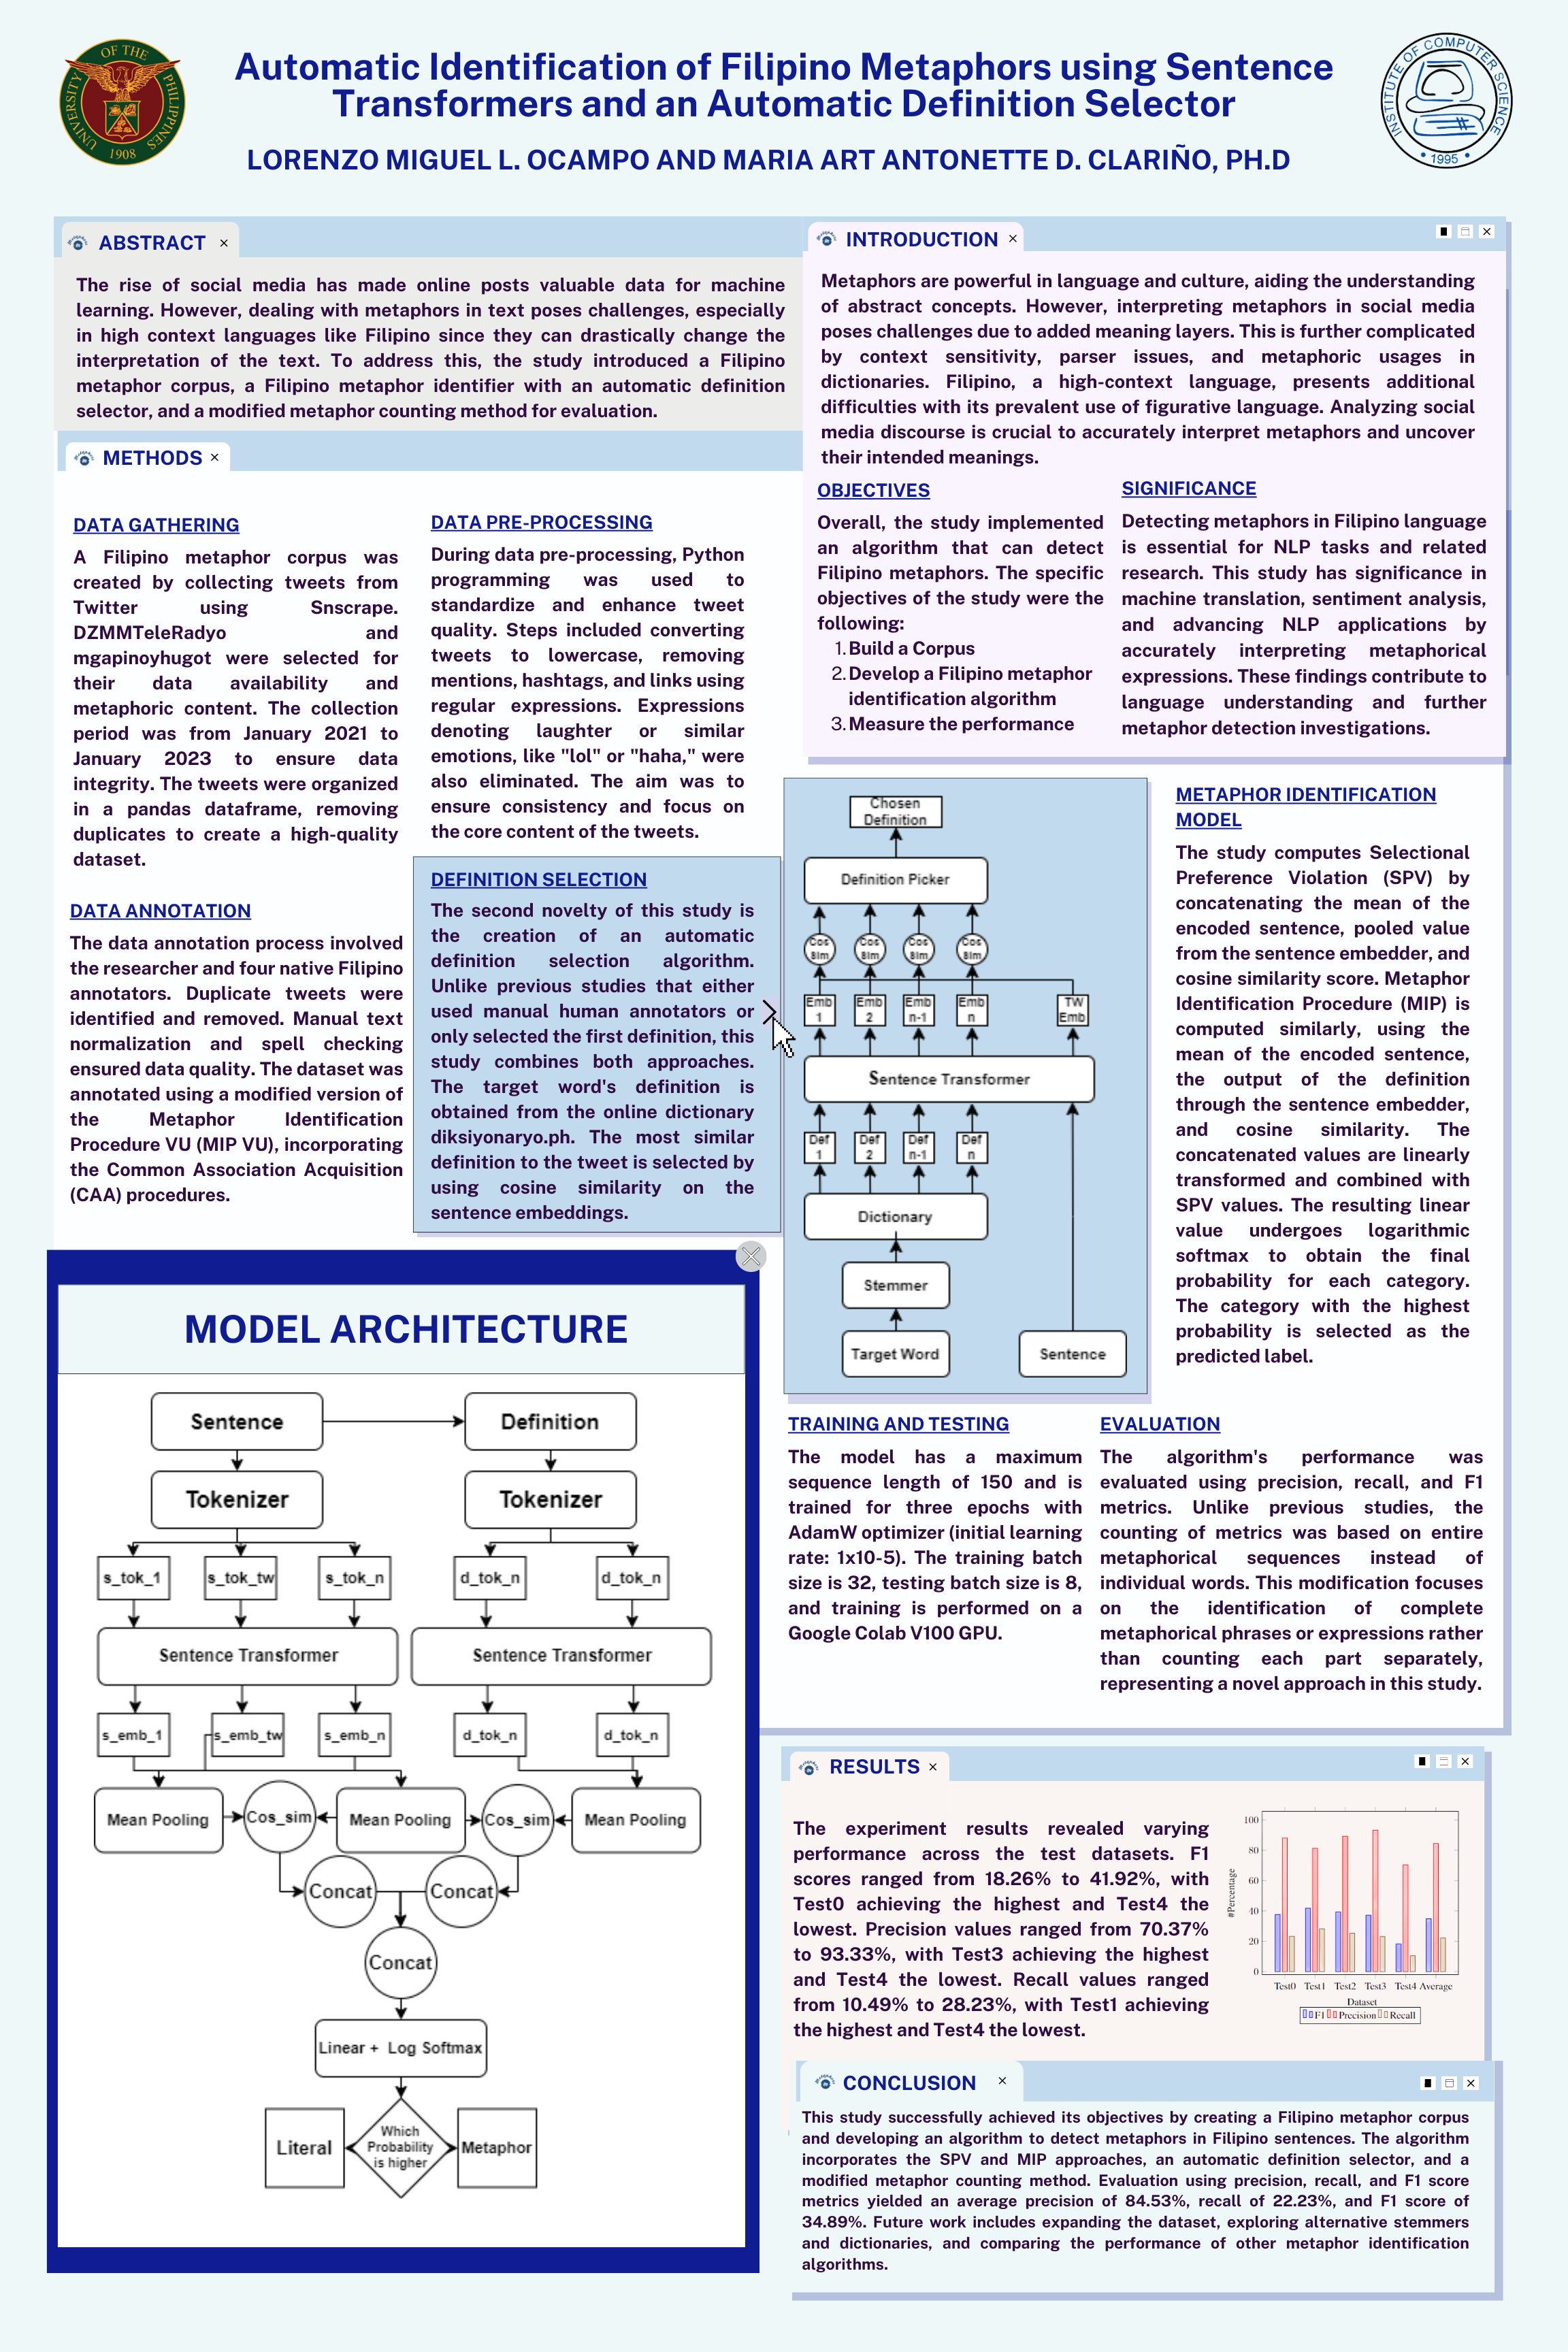 UNIVERSITY OF THE PHILIPPINES
1908
Automatic Identification of Filipino Metaphors using Sentence
Transformers and an Automatic Definition Selector
LORENZO MIGUEL L. OCAMPO AND MARIA ART ANTONETTE D. CLARIÑO, PH.D
INSTITUTE OF COMPUTER SCIENCE
• 1995 •
ABSTRACT
The rise of social media has made online posts valuable data for machine
learning. However, dealing with metaphors in text poses challenges, especially
in high context languages like Filipino since they can drastically change the
interpretation of the text. To address this, the study introduced a Filipino
metaphor corpus, a Filipino metaphor identifier with an automatic definition
selector, and a modified metaphor counting method for evaluation.
INTRODUCTION
Metaphors are powerful in language and culture, aiding the understanding
of abstract concepts. However, interpreting metaphors in social media
poses challenges due to added meaning layers. This is further complicated
by context sensitivity, parser issues, and metaphoric usages in
dictionaries. Filipino, a high-context language, presents additional
difficulties with its prevalent use of figurative language. Analyzing social
media discourse is crucial to accurately interpret metaphors and uncover
their intended meanings.
OBJECTIVES
Overall, the study implemented
an algorithm that can detect
Filipino metaphors. The specific
objectives of the study were the
following:
1. Build a Corpus
2. Develop a Filipino metaphor
identification algorithm
3. Measure the performance
SIGNIFICANCE
Detecting metaphors in Filipino language
is essential for NLP tasks and related
research. This study has significance in
machine translation, sentiment analysis,
and advancing NLP applications by
accurately interpreting metaphorical
expressions. These findings contribute to
language understanding and further
metaphor detection investigations.
METHODS
DATA GATHERING
A Filipino metaphor corpus was
created by collecting tweets from
Twitter using Snscrape.
DZMMTeleRadyo and
mgapinoyhugot were selected for
their data availability and
metaphoric content. The collection
period was from January 2021 to
January 2023 to ensure data
integrity. The tweets were organized
in a pandas dataframe, removing
duplicates to create a high-quality
dataset.
DATA ANNOTATION
The data annotation process involved
the researcher and four native Filipino
annotators. Duplicate tweets were
identified and removed. Manual text
normalization and spell checking
ensured data quality. The dataset was
annotated using a modified version of
the Metaphor Identification
Procedure VU (MIP VU), incorporating
the Common Association Acquisition
(CAA) procedures.
DATA PRE-PROCESSING
During data pre-processing, Python
programming was used to
standardize and enhance tweet
quality. Steps included converting
tweets to lowercase, removing
mentions, hashtags, and links using
regular expressions. Expressions
denoting laughter or similar
emotions, like "lol" or "haha," were
also eliminated. The aim was to
ensure consistency and focus on
the core content of the tweets.
DEFINITION SELECTION
The second novelty of this study is
the creation of an automatic
definition selection algorithm.
Unlike previous studies that either
used manual human annotators or
only selected the first definition, this
study combines both approaches.
The target word's definition is
obtained from the online dictionary
diksiyonaryo.ph. The most similar
definition to the tweet is selected by
using cosine similarity on the
sentence embeddings.
Chosen
Definition
Definition Picker
Cos Sim Cos Sim Cos Sim Cos Sim
Emb 1 Emb 2 Emb n-1 Emb n TW Emb
Sentence Transformer
Def 1 Def 2 Def n-1 Def n
Dictionary
Stemmer
Target Word Sentence
METAPHOR IDENTIFICATION
MODEL
The study computes Selectional
Preference Violation (SPV) by
concatenating the mean of the
encoded sentence, pooled value
from the sentence embedder, and
cosine similarity score. Metaphor
Identification Procedure (MIP) is
computed similarly, using the
mean of the encoded sentence,
the output of the definition
through the sentence embedder,
and cosine similarity. The
concatenated values are linearly
transformed and combined with
SPV values. The resulting linear
value undergoes logarithmic
softmax to obtain the final
probability for each category.
The category with the highest
probability is selected as the
predicted label.
TRAINING AND TESTING
The model has a maximum
sequence length of 150 and is
trained for three epochs with
AdamW optimizer (initial learning
rate: 1x10-5). The training batch
size is 32, testing batch size is 8,
and training is performed on a
Google Colab V100 GPU.
EVALUATION
The algorithm's performance was
evaluated using precision, recall, and F1
metrics. Unlike previous studies, the
counting of metrics was based on entire
metaphorical sequences instead of
individual words. This modification focuses
on the identification of complete
metaphorical phrases or expressions rather
than counting each part separately,
representing a novel approach in this study.
MODEL ARCHITECTURE
Sentence Definition
Tokenizer Tokenizer
s_tok_1 s_tok_tw s_tok_n d_tok_n d_tok_n
Sentence Transformer Sentence Transformer
s_emb_1 s_emb_tw s_emb_n d_tok_n d_tok_n
Mean Pooling Cos_sim Mean Pooling Cos_sim Mean Pooling
Concat Concat
Concat
Linear + Log Softmax
Literal Which Probability is higher Metaphor
RESULTS
The experiment results revealed varying
performance across the test datasets. F1
scores ranged from 18.26% to 41.92%, with
Test0 achieving the highest and Test4 the
lowest. Precision values ranged from 70.37%
to 93.33%, with Test3 achieving the highest
and Test4 the lowest. Recall values ranged
from 10.49% to 28.23%, with Test1 achieving
the highest and Test4 the lowest.
100
80
60
40
20
0
#Percentage
Test0 Test1 Test2 Test3 Test4 Average
Dataset
F1 Precision Recall
CONCLUSION
This study successfully achieved its objectives by creating a Filipino metaphor corpus
and developing an algorithm to detect metaphors in Filipino sentences. The algorithm
incorporates the SPV and MIP approaches, an automatic definition selector, and a
modified metaphor counting method. Evaluation using precision, recall, and F1 score
metrics yielded an average precision of 84.53%, recall of 22.23%, and F1 score of
34.89%. Future work includes expanding the dataset, exploring alternative stemmers
and dictionaries, and comparing the performance of other metaphor identification
algorithms.